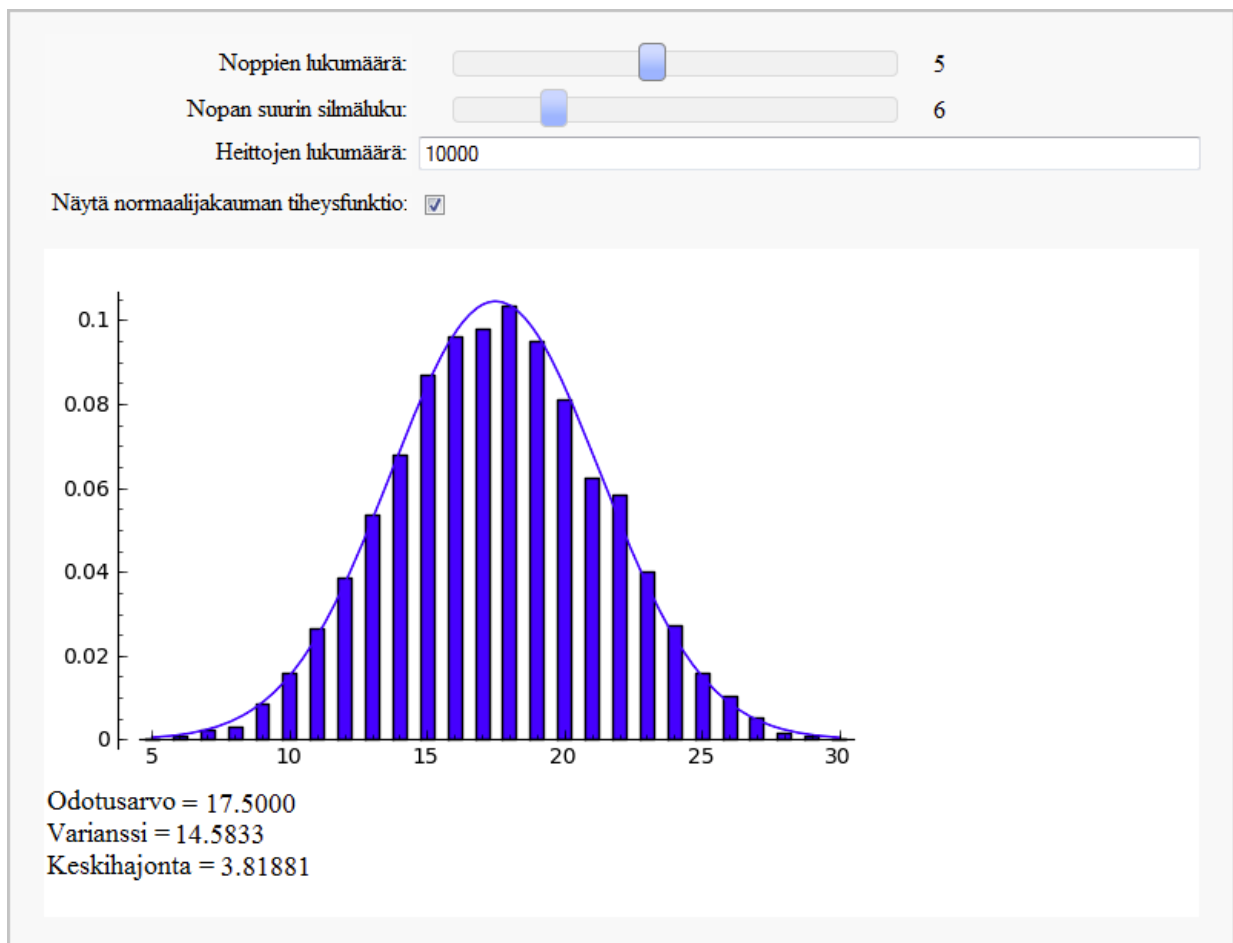 Noppien lukumäärä: 5
Nopan suurin silmäluku: 6
Heittojen lukumäärä: 10000
Näytä normaalijakauman tiheysfunktio:
0.1
0.08
0.06
0.04
0.02
0
5 10 15 20 25 30
Odotusarvo = 17.5000
Varianssi = 14.5833
Keskihajonta = 3.81881